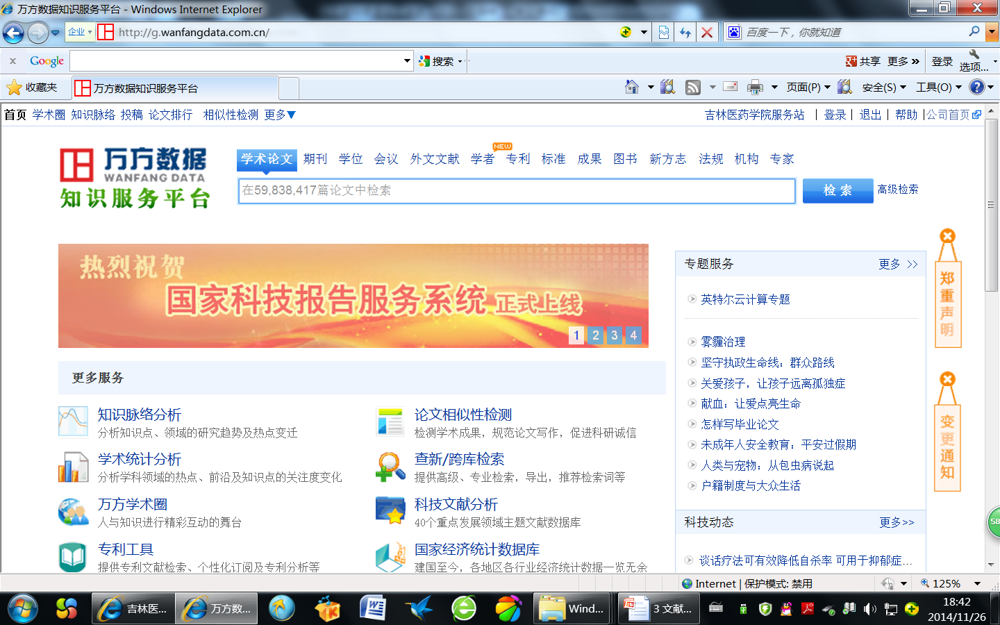 万方数据知识服务平台 - Windows Internet Explorer
企业 http://g.wanfangdata.com.cn/ 百度一下，你就知道
x Google 搜索 共享 更多 » 登录 选项...
收藏夹 万方数据知识服务平台 页面(P) 安全(S) 工具(O)
首页 学术圈 知识脉络 投稿 论文排行 相似性检测 更多▼ 吉林医药学院服务站 | 登录 | 退出 | 帮助 |公司首页
万方数据
WANFANG DATA
知识服务平台
NEW
学术论文 期刊 学位 会议 外文文献 学者 专利 标准 成果 图书 新方志 法规 机构 专家
在59,838,417篇论文中检索 检 索 高级检索
热烈祝贺
国家科技报告服务系统 正式上线
1 2 3 4
更多服务
知识脉络分析
分析知识点、领域的研究趋势及热点变迁
论文相似性检测
检测学术成果，规范论文写作，促进科研诚信
学术统计分析
分析学科领域的热点、前沿及知识点的关注度变化
查新/跨库检索
提供高级、专业检索，导出，推荐检索词等
万方学术圈
人与知识进行精彩互动的舞台
科技文献分析
40个重点发展领域主题文献数据库
专利工具
提供专利文献检索、个性化订阅及专利分析等
国家经济统计数据库
建国至今，各地区各行业经济统计数据一览无余
专题服务 更多 >>
英特尔云计算专题
雾霾治理
坚守执政生命线：群众路线
关爱孩子，让孩子远离孤独症
献血：让爱点亮生命
怎样写毕业论文
未成年人安全教育：平安过假期
人类与宠物：从包虫病说起
户籍制度与大众生活
科技动态 更多>>
谈话疗法可有效降低自杀率 可用于抑郁症...
郑重声明
变更通知
58
Internet | 保护模式: 禁用 125%
吉林医... 万方数... Wind... 3 文献... 18:42
2014/11/26